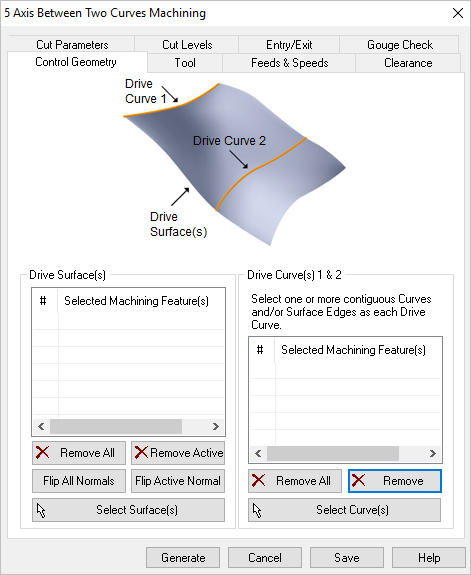 5 Axis Between Two Curves Machining
Cut Parameters Cut Levels Entry/Exit Gouge Check
Control Geometry Tool Feeds & Speeds Clearance
Drive
Curve 1
Drive Curve 2
Drive
Surface(s)
Drive Surface(s)
# Selected Machining Feature(s)
Remove All Remove Active
Flip All Normals Flip Active Normal
Select Surface(s)
Drive Curve(s) 1 & 2
Select one or more contiguous Curves
and/or Surface Edges as each Drive
Curve.
# Selected Machining Feature(s)
Remove All Remove
Select Curve(s)
Generate Cancel Save Help